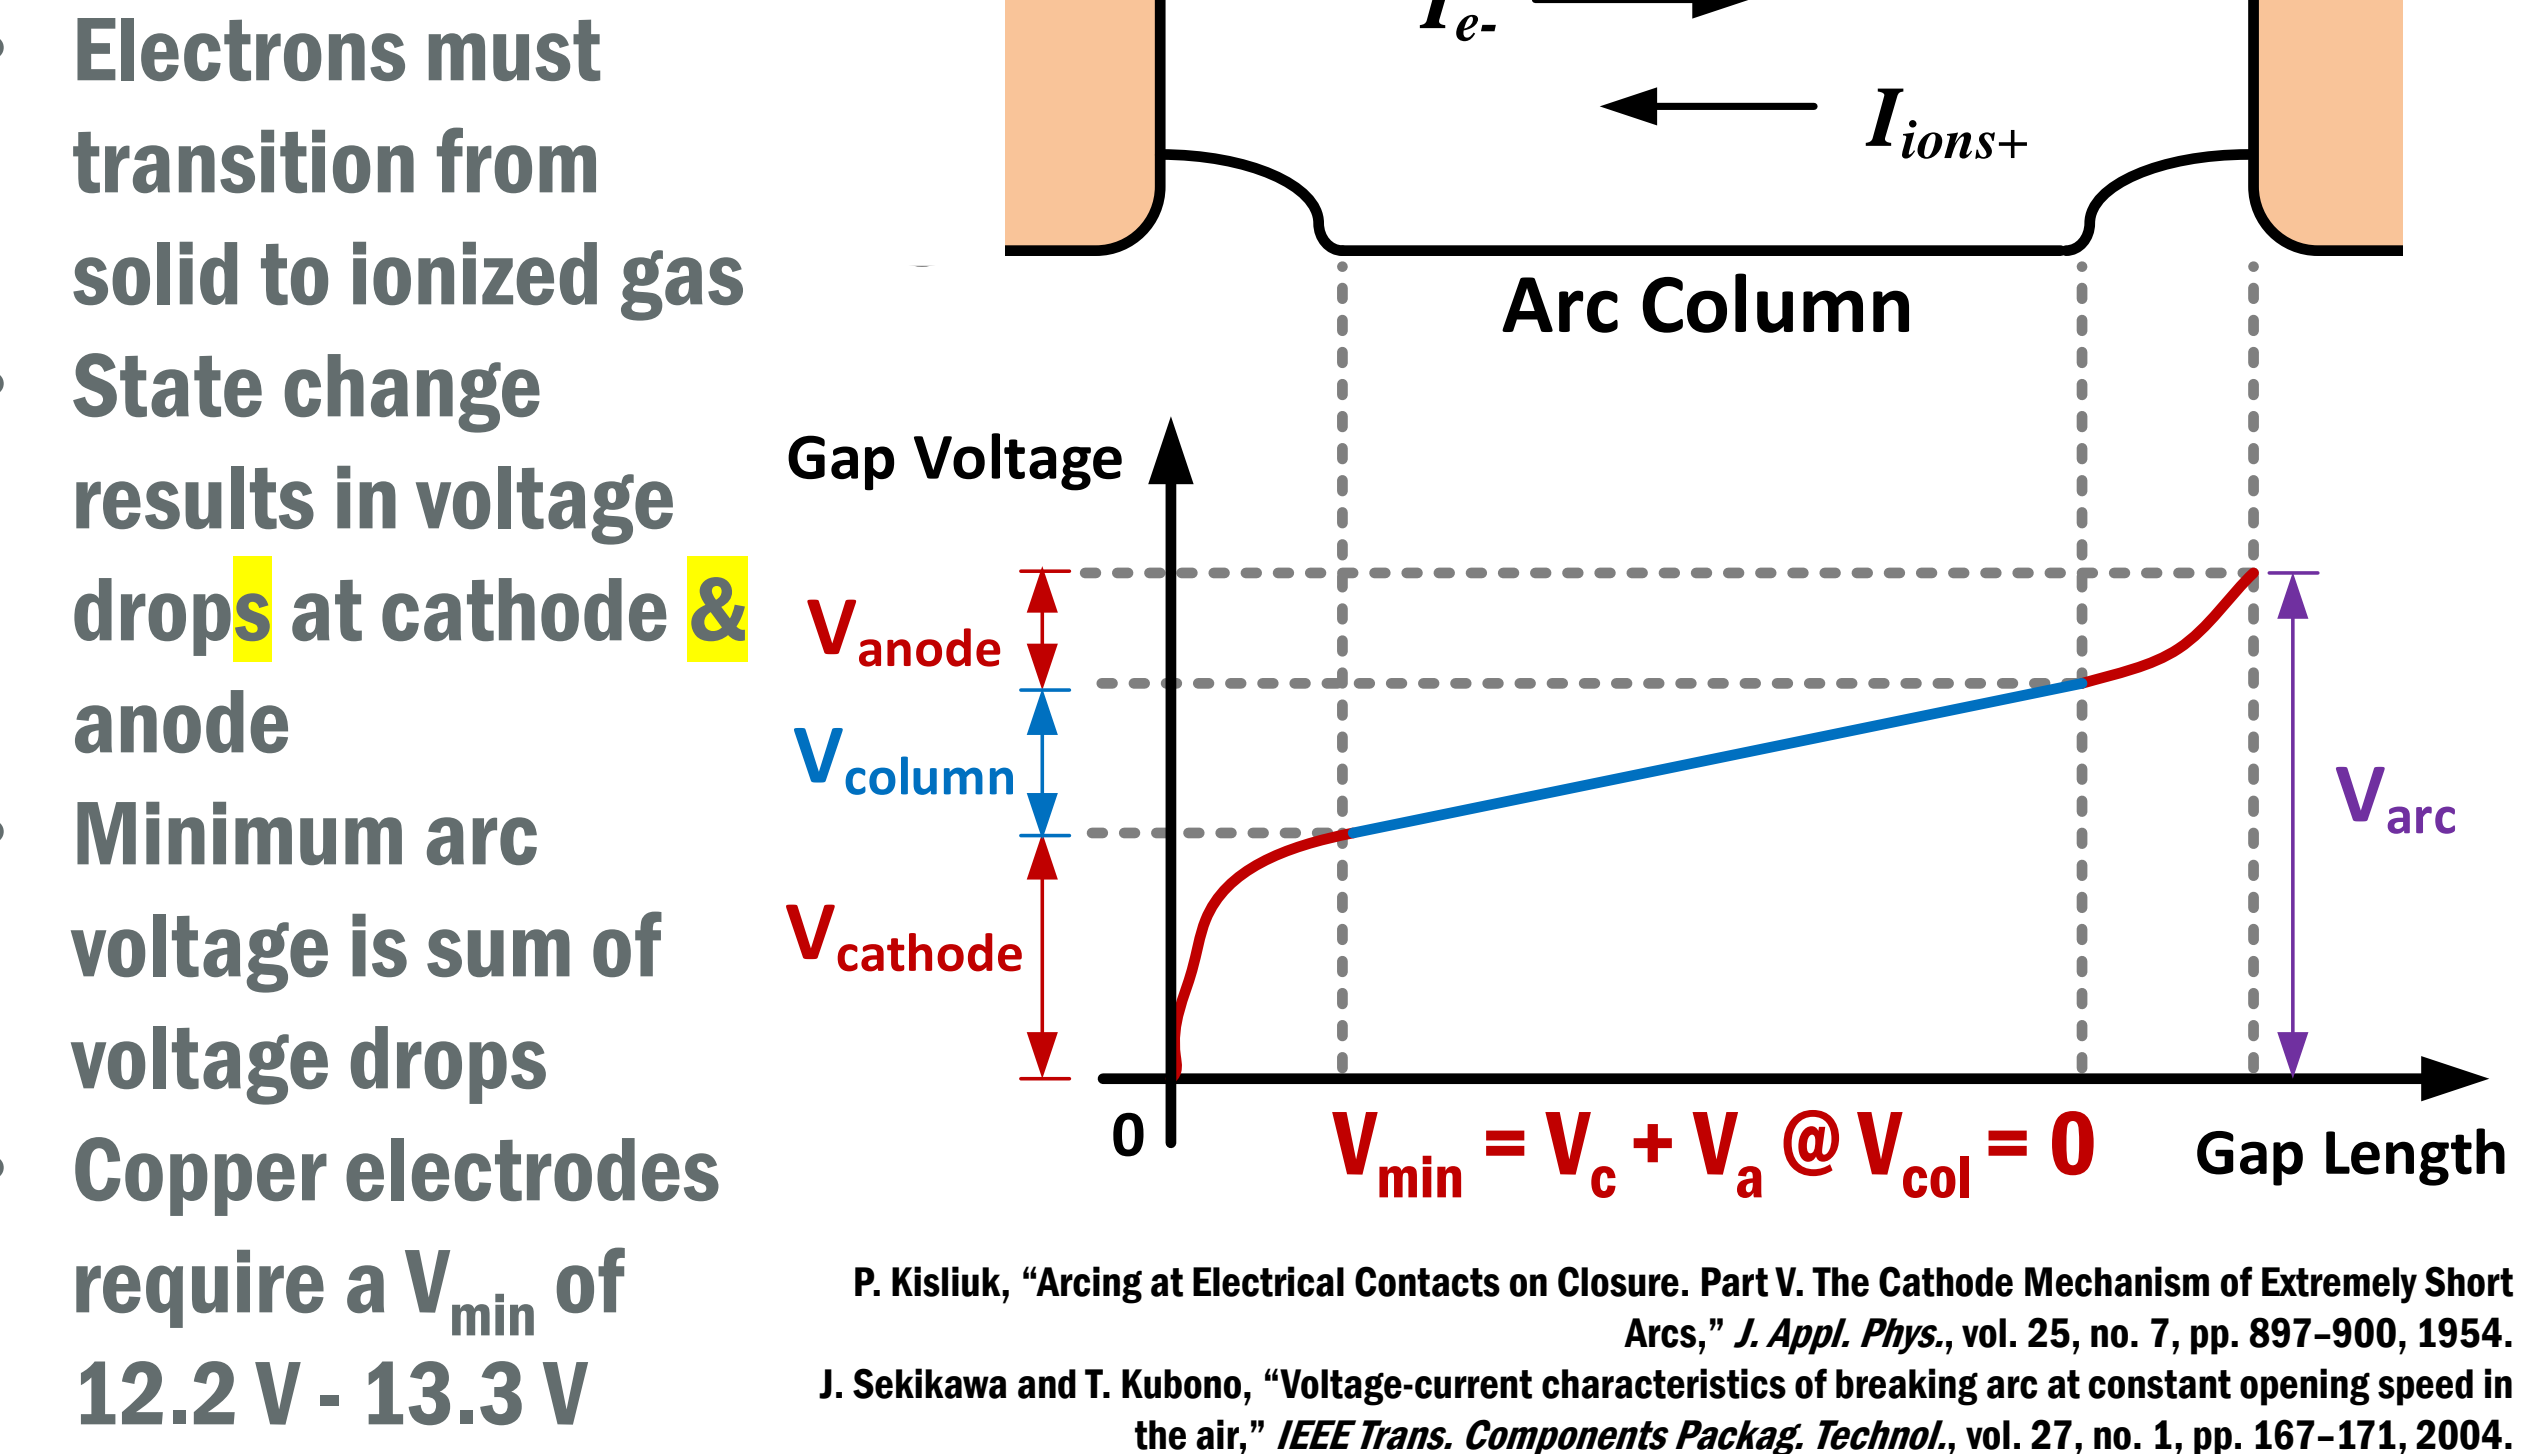 • Electrons must
transition from
solid to ionized gas
• State change
results in voltage
drops at cathode &
anode
• Minimum arc
voltage is sum of
voltage drops
• Copper electrodes
require a Vmin of
12.2 V - 13.3 V
Ie-
Iions+
Arc Column
Gap Voltage
Vanode
Vcolumn
Vcathode
Varc
0
Vmin = Vc + Va @ Vcol = 0
Gap Length
P. Kisliuk, “Arcing at Electrical Contacts on Closure. Part V. The Cathode Mechanism of Extremely Short
Arcs,” J. Appl. Phys., vol. 25, no. 7, pp. 897–900, 1954.
J. Sekikawa and T. Kubono, “Voltage-current characteristics of breaking arc at constant opening speed in
the air,” IEEE Trans. Components Packag. Technol., vol. 27, no. 1, pp. 167–171, 2004.